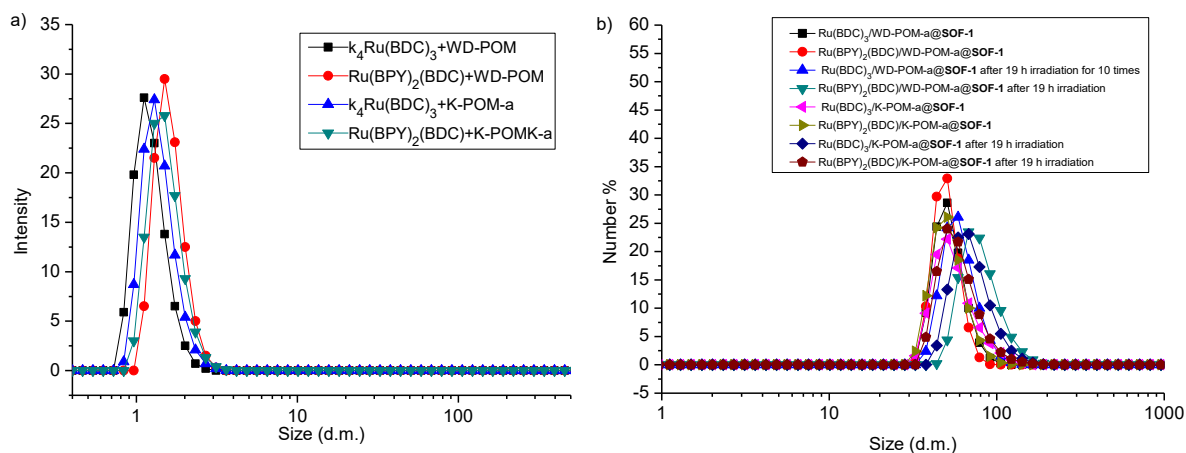 a)
35
30
25
20
15
10
5
0
Intensity
k₄Ru(BDC)₃+WD-POM
Ru(BPY)₂(BDC)+WD-POM
k₄Ru(BDC)₃+K-POM-a
Ru(BPY)₂(BDC)+K-POMK-a
1 10 100
Size (d.m.)
b)
60
55
50
45
40
35
30
25
20
15
10
5
0
-5
Number %
Ru(BDC)₃/WD-POM-a@SOF-1
Ru(BPY)₂(BDC)/WD-POM-a@SOF-1
Ru(BDC)₃/WD-POM-a@SOF-1 after 19 h irradiation for 10 times
Ru(BPY)₂(BDC)/WD-POM-a@SOF-1 after 19 h irradiation
Ru(BDC)₃/K-POM-a@SOF-1
Ru(BPY)₂(BDC)/K-POM-a@SOF-1
Ru(BDC)₃/K-POM-a@SOF-1 after 19 h irradiation
Ru(BPY)₂(BDC)/K-POM-a@SOF-1 after 19 h irradiation
1 10 100 1000
Size (d.m.)